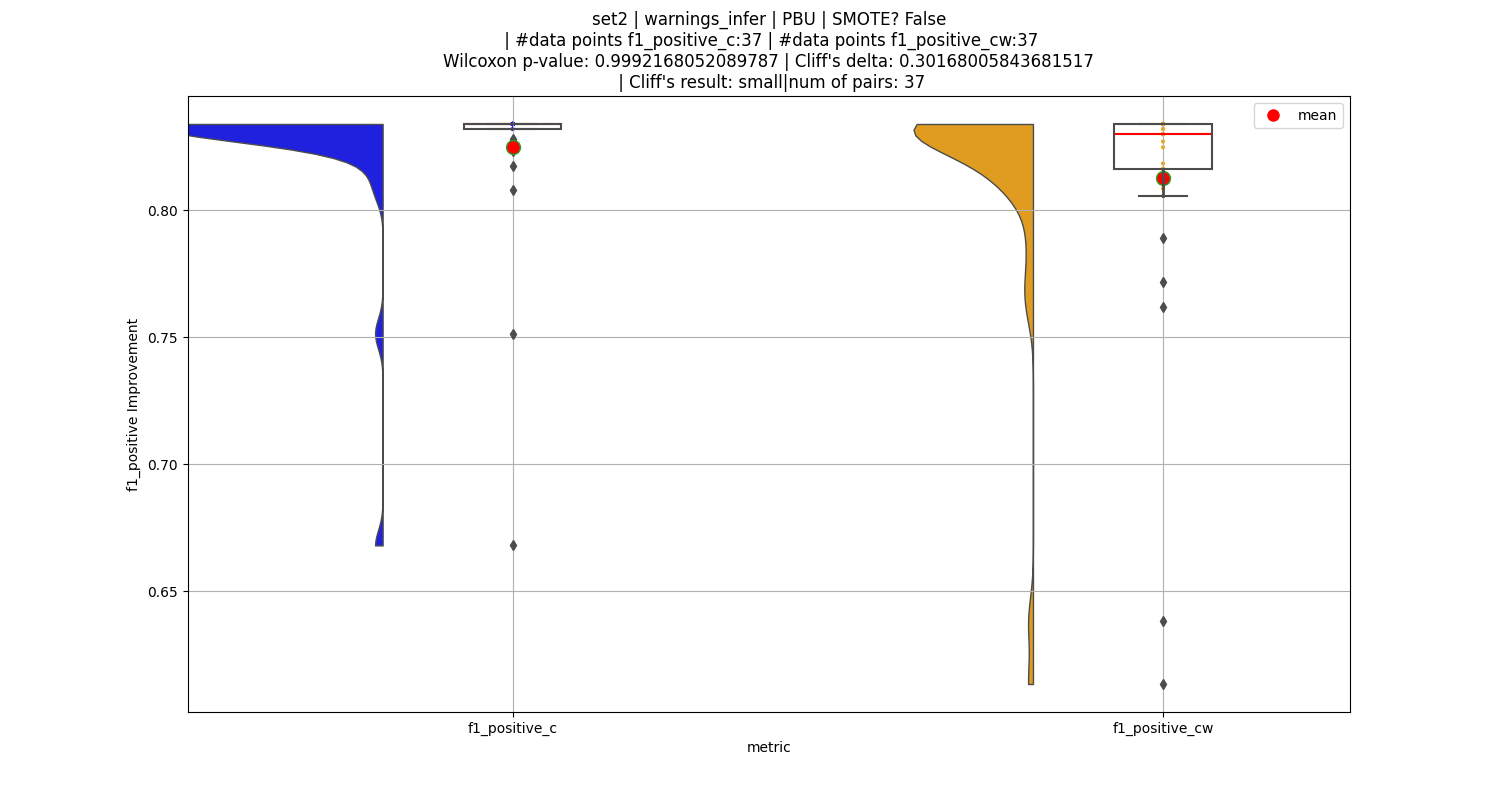 set2 | warnings_infer | PBU | SMOTE? False
| #data points f1_positive_c:37 | #data points f1_positive_cw:37
Wilcoxon p-value: 0.9992168052089787 | Cliff's delta: 0.30168005843681517
| Cliff's result: small|num of pairs: 37
mean
0.80
0.75
0.70
0.65
f1_positive Improvement
f1_positive_c
f1_positive_cw
metric